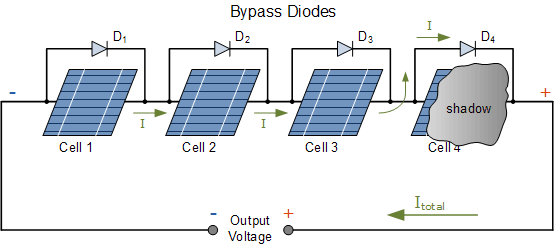 Bypass Diodes
D1
D2
D3
I
D4
-
+
shadow
I
I
Cell 1
Cell 2
Cell 3
Cell 4
Itotal
- Output +
Voltage